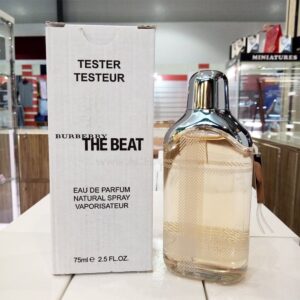 MINIATURES
TESTER
TESTEUR
BURBERRY THE BEAT
EAU DE PARFUM
NATURAL SPRAY
VAPORISATEUR
75ml ℮ 2.5 FL.OZ.